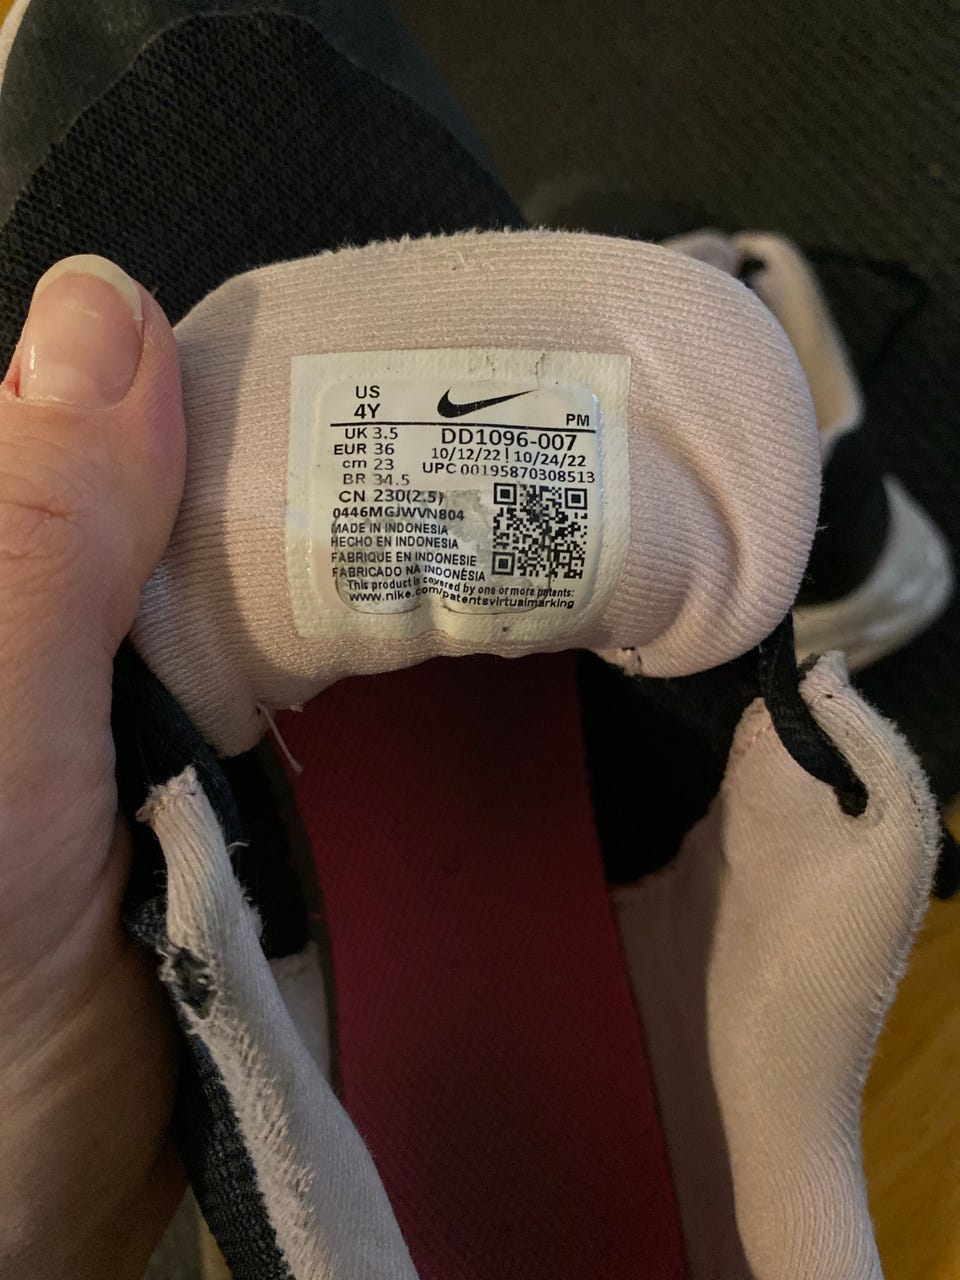 US
4Y
PM
UK 3.5
EUR 36
cm 23
BR 34.5
CN 230(2.5)
DD1096-007
10/12/22 | 10/24/22
UPC 00195870308513
0446MGJWVN804
MADE IN INDONESIA
HECHO EN INDONESIA
FABRIQUE EN INDONESIE
FABRICADO NA INDONÉSIA
This product is covered by one or more patents:
www.nike.com/patentsvirtualmarking